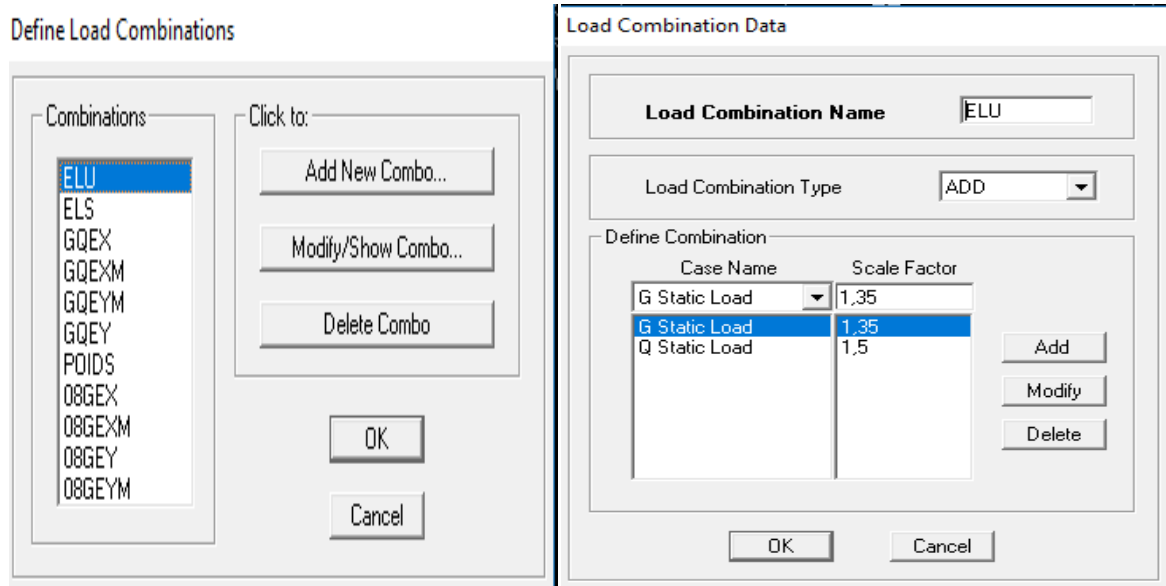 Define Load Combinations
Combinations
ELU
ELS
GQEX
GQEXM
GQEYM
GQEY
POIDS
08GEX
08GEXM
08GEY
08GEYM
Click to:
Add New Combo...
Modify/Show Combo...
Delete Combo
OK
Cancel
Load Combination Data
Load Combination Name ELU
Load Combination Type ADD
Define Combination
Case Name Scale Factor
G Static Load 1,35
G Static Load 1,35
Q Static Load 1,5
Add
Modify
Delete
OK Cancel